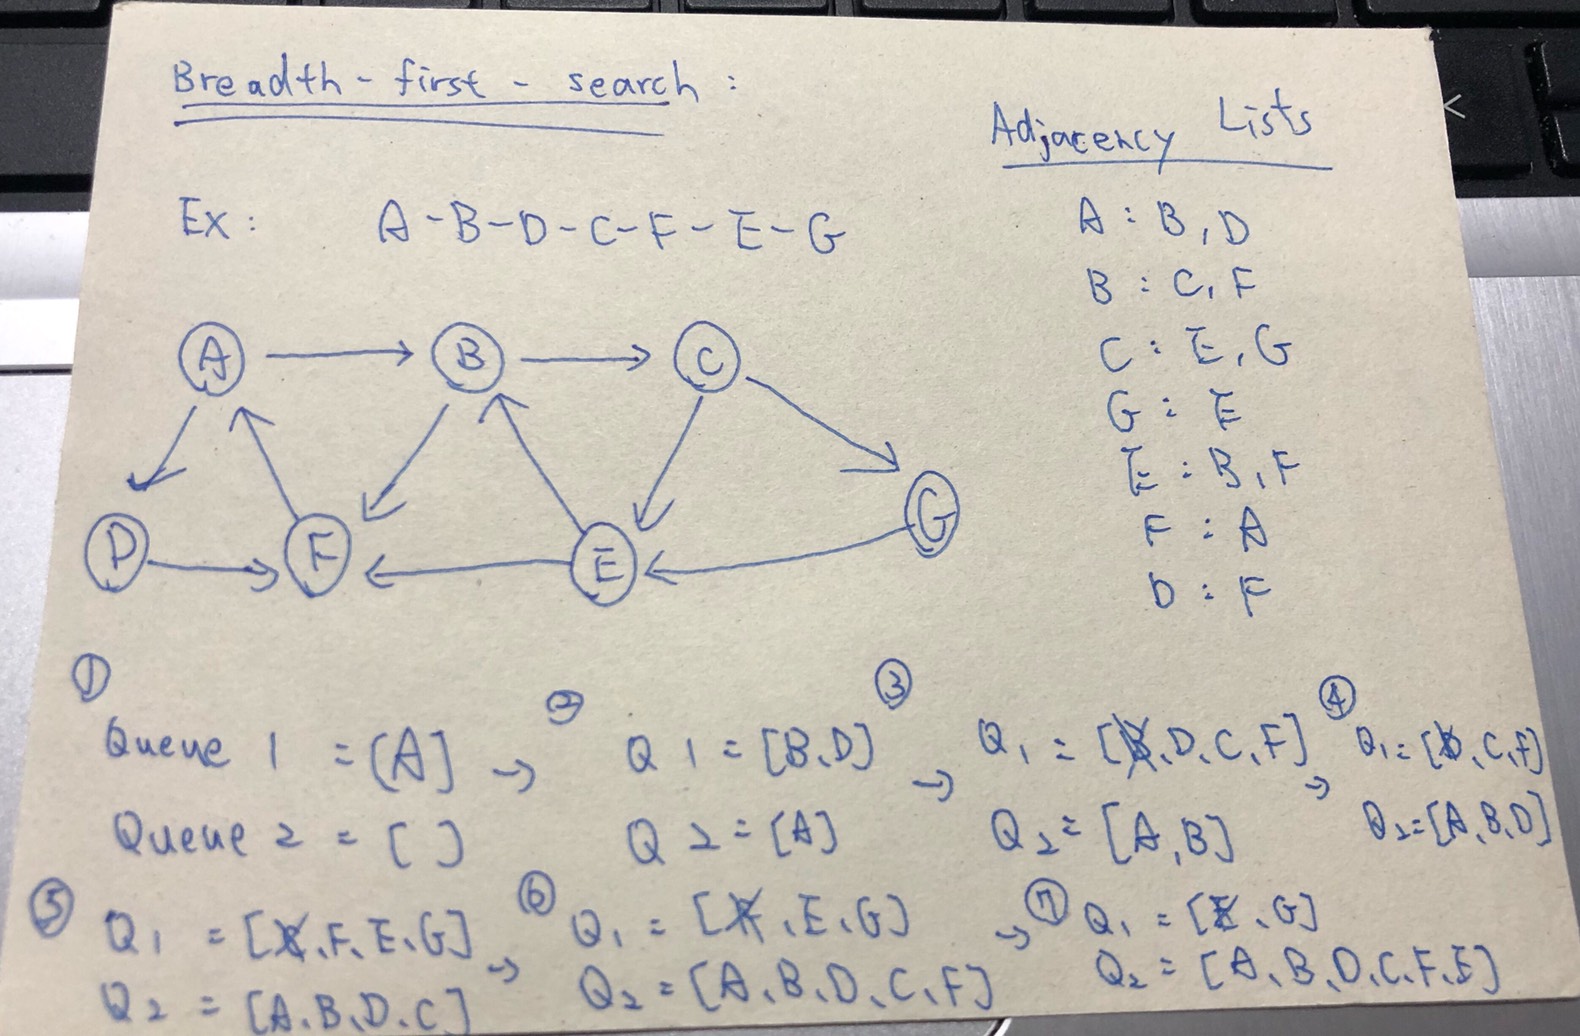 Breadth-first-search:
Adjacency Lists
Ex: A-B-D-C-F-E-G
A: B, D
B: C, F
C: E, G
G: E
E: B, F
F: A
D: F
A
B
C
D
F
E
G
①
Queue 1 = [A] →
Queue 2 = [ ]
②
Q 1 = [B, D] →
Q 2 = [A]
③
Q1 = [B, D, C, F] →
Q2 = [A, B]
④
Q1 = [D, C, F]
Q2 = [A, B, D]
⑤ Q1 = [C, F, E, G] →
Q2 = [A, B, D, C]
⑥ Q1 = [F, E, G] →
Q2 = [A, B, D, C, F]
⑦ Q1 = [E, G]
Q2 = [A, B, D, C, F, E]